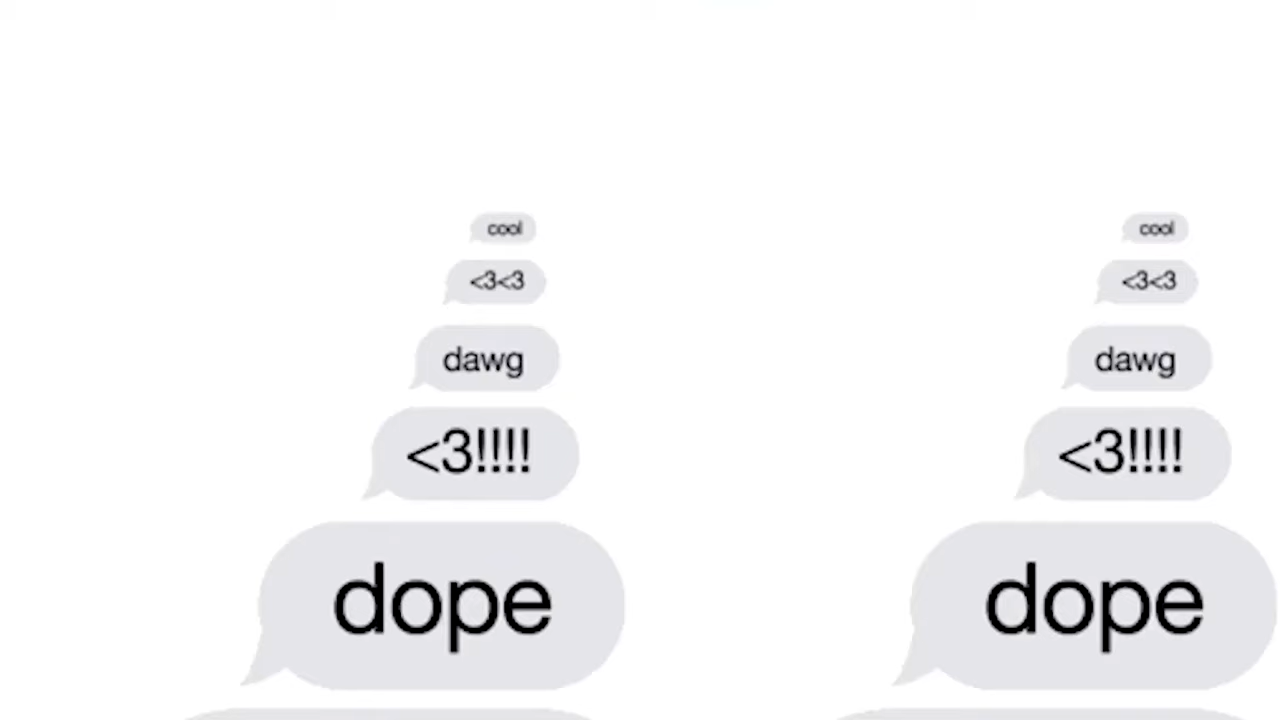 cool cool
<3<3 <3<3
dawg dawg
<3!!!! <3!!!!
dope dope